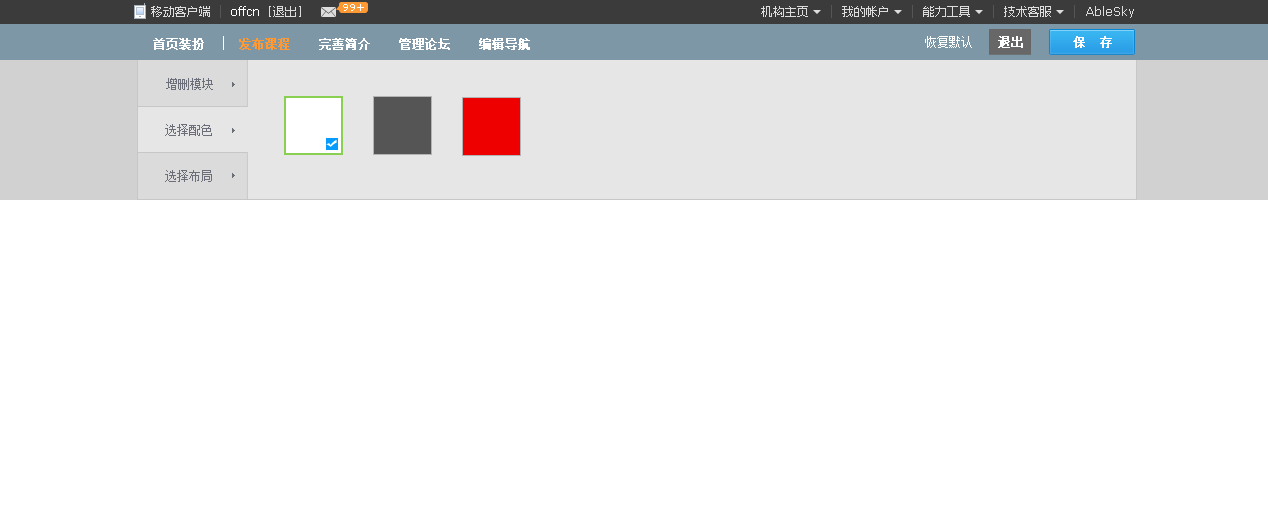 移动客户端 offcn [退出] 99+ 机构主页 我的帐户 能力工具 技术客服 AbleSky
首页装扮 发布课程 完善简介 管理论坛 编辑导航 恢复默认 退出 保 存
增删模块
选择配色
选择布局